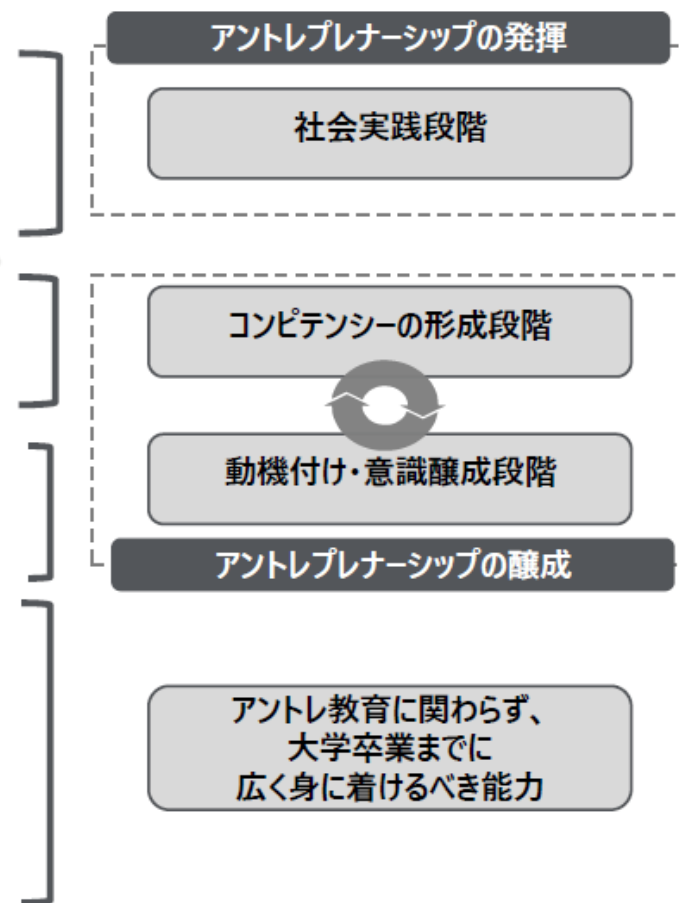 アントレプレナーシップの発揮
社会実践段階
コンピテンシーの形成段階
動機付け・意識醸成段階
アントレプレナーシップの醸成
アントレ教育に関わらず、
大学卒業までに
広く身に着けるべき能力